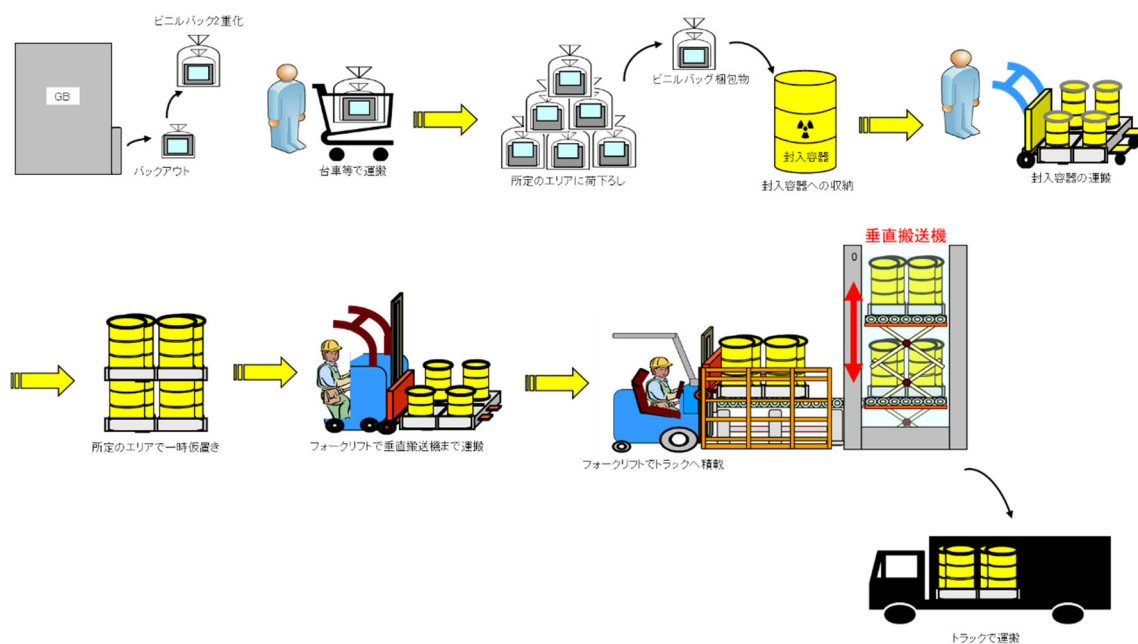 ビニルバック2重化
GB
バックアウト
台車等で運搬
所定のエリアに荷下ろし
ビニルバッグ梱包物
封入容器
封入容器への収納
封入容器の運搬
所定のエリアで一時仮置き
フォークリフトで垂直搬送機まで運搬
フォークリフトでトラックへ積載
垂直搬送機
0
トラックで運搬